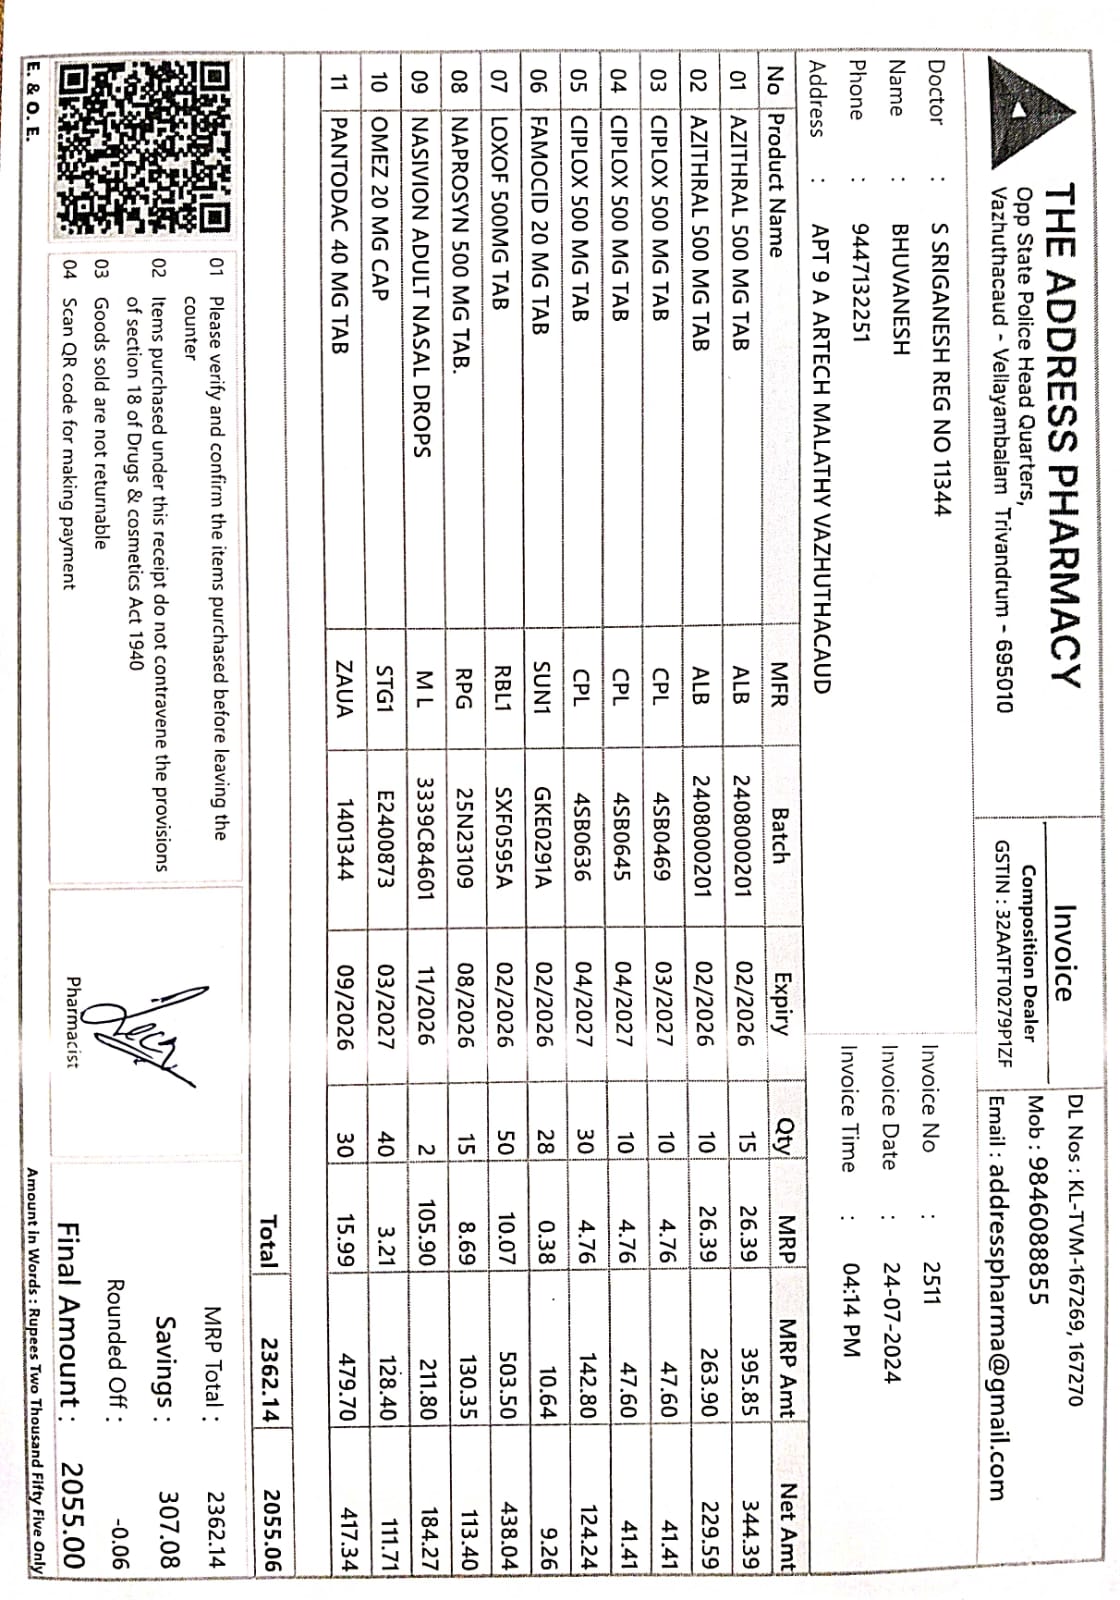 THE ADDRESS PHARMACY
Opp State Police Head Quarters,
Vazhuthacaud - Vellayambalam Trivandrum - 695010
Invoice
Composition Dealer
GSTIN : 32AATFT0279P1ZF
DL Nos : KL-TVM-167269, 167270
Mob : 9846088855
Email : addresspharma@gmail.com
Doctor : S SRIGANESH REG NO 11344
Name : BHUVANESH
Phone : 9447132251
Address : APT 9 A ARTECH MALATHY VAZHUTHACAUD
Invoice No : 2511
Invoice Date : 24-07-2024
Invoice Time : 04:14 PM
No Product Name MFR Batch Expiry Qty MRP MRP Amt Net Amt
01 AZITHRAL 500 MG TAB ALB 2408000201 02/2026 15 26.39 395.85 344.39
02 AZITHRAL 500 MG TAB ALB 2408000201 02/2026 10 26.39 263.90 229.59
03 CIPLOX 500 MG TAB CPL 4SB0469 03/2027 10 4.76 47.60 41.41
04 CIPLOX 500 MG TAB CPL 4SB0645 04/2027 10 4.76 47.60 41.41
05 CIPLOX 500 MG TAB CPL 4SB0636 04/2027 30 4.76 142.80 124.24
06 FAMOCID 20 MG TAB SUN1 GKE0291A 02/2026 28 0.38 10.64 9.26
07 LOXOF 500MG TAB RBL1 SXF0595A 02/2026 50 10.07 503.50 438.04
08 NAPROSYN 500 MG TAB. RPG 25N23109 08/2026 15 8.69 130.35 113.40
09 NASIVION ADULT NASAL DROPS M L 3339C84601 11/2026 2 105.90 211.80 184.27
10 OMEZ 20 MG CAP STG1 E2400873 03/2027 40 3.21 128.40 111.71
11 PANTODAC 40 MG TAB ZAUA 1401344 09/2026 30 15.99 479.70 417.34
Total 2362.14 2055.06
01 Please verify and confirm the items purchased before leaving the
counter
02 Items purchased under this receipt do not contravene the provisions
of section 18 of Drugs & cosmetics Act 1940
03 Goods sold are not returnable
04 Scan QR code for making payment
Pharmacist
MRP Total : 2362.14
Savings : 307.08
Rounded Off : -0.06
Final Amount : 2055.00
E. & O. E.
Amount in Words : Rupees Two Thousand Fifty Five Only